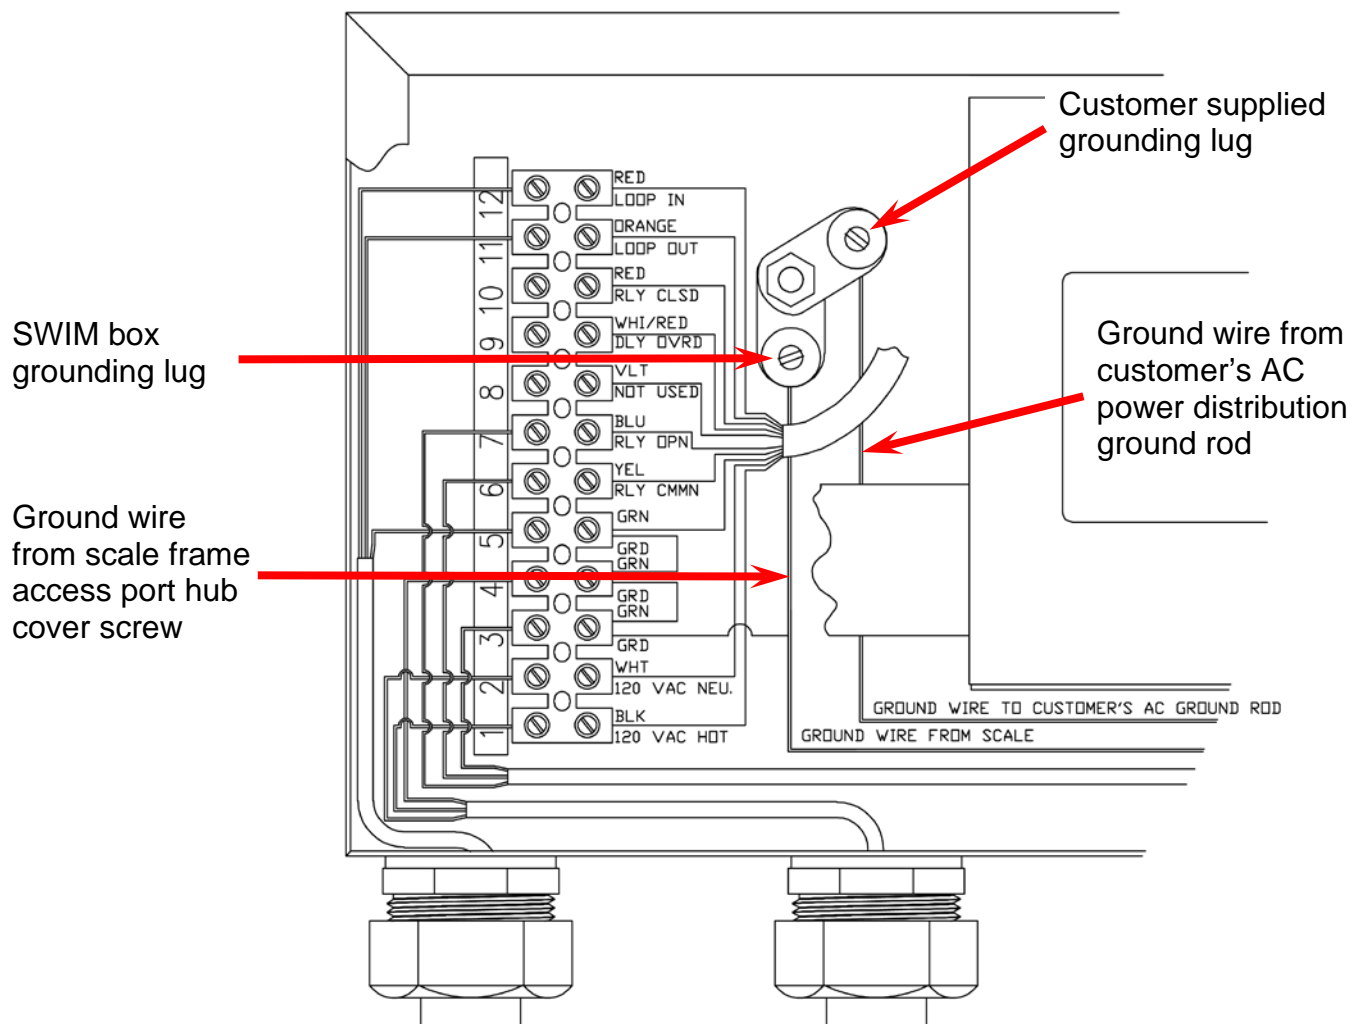 Customer supplied
grounding lug
SWIM box
grounding lug
Ground wire from
customer’s AC
power distribution
ground rod
Ground wire
from scale frame
access port hub
cover screw
12
RED
LOOP IN
11
ORANGE
LOOP OUT
10
RED
RLY CLSD
9
WHI/RED
DLY OVRD
8
VLT
NOT USED
7
BLU
RLY OPN
6
YEL
RLY CMMN
5
GRN
GRD
4
GRN
GRD
3
GRN
GRD
2
WHT
120 VAC NEU.
1
BLK
120 VAC HOT
GROUND WIRE TO CUSTOMER'S AC GROUND ROD
GROUND WIRE FROM SCALE